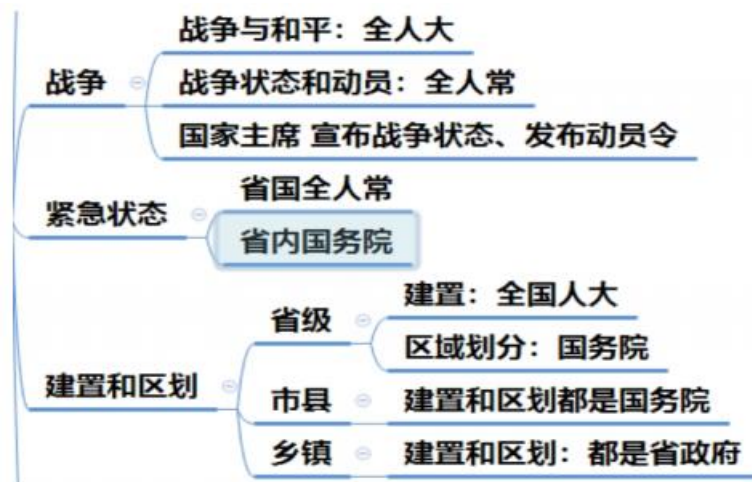 战争
战争与和平：全人大
战争状态和动员：全人常
国家主席 宣布战争状态、发布动员令
紧急状态
省国全人常
省内国务院
建置和区划
省级
建置：全国人大
区域划分：国务院
市县
建置和区划都是国务院
乡镇
建置和区划：都是省政府